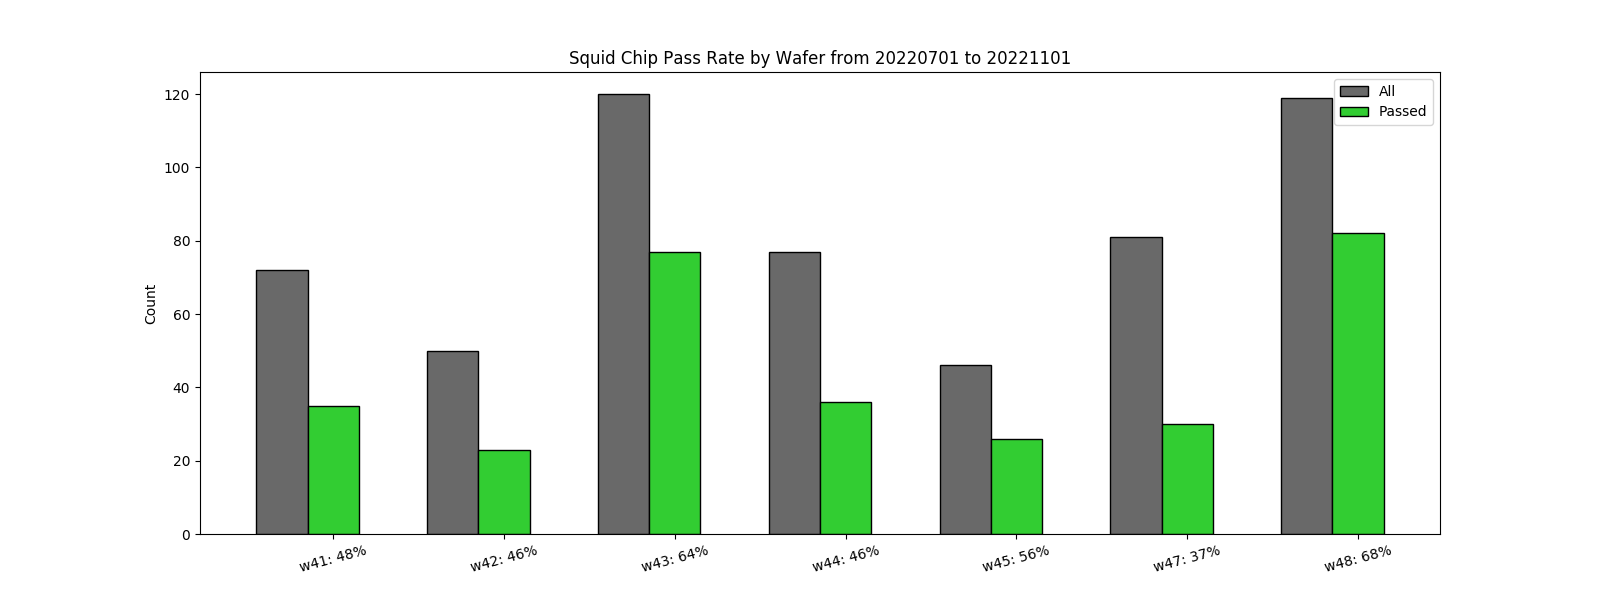 Squid Chip Pass Rate by Wafer from 20220701 to 20221101
All
Passed
Count
120
100
80
60
40
20
0
w41: 48%
w42: 46%
w43: 64%
w44: 46%
w45: 56%
w47: 37%
w48: 68%